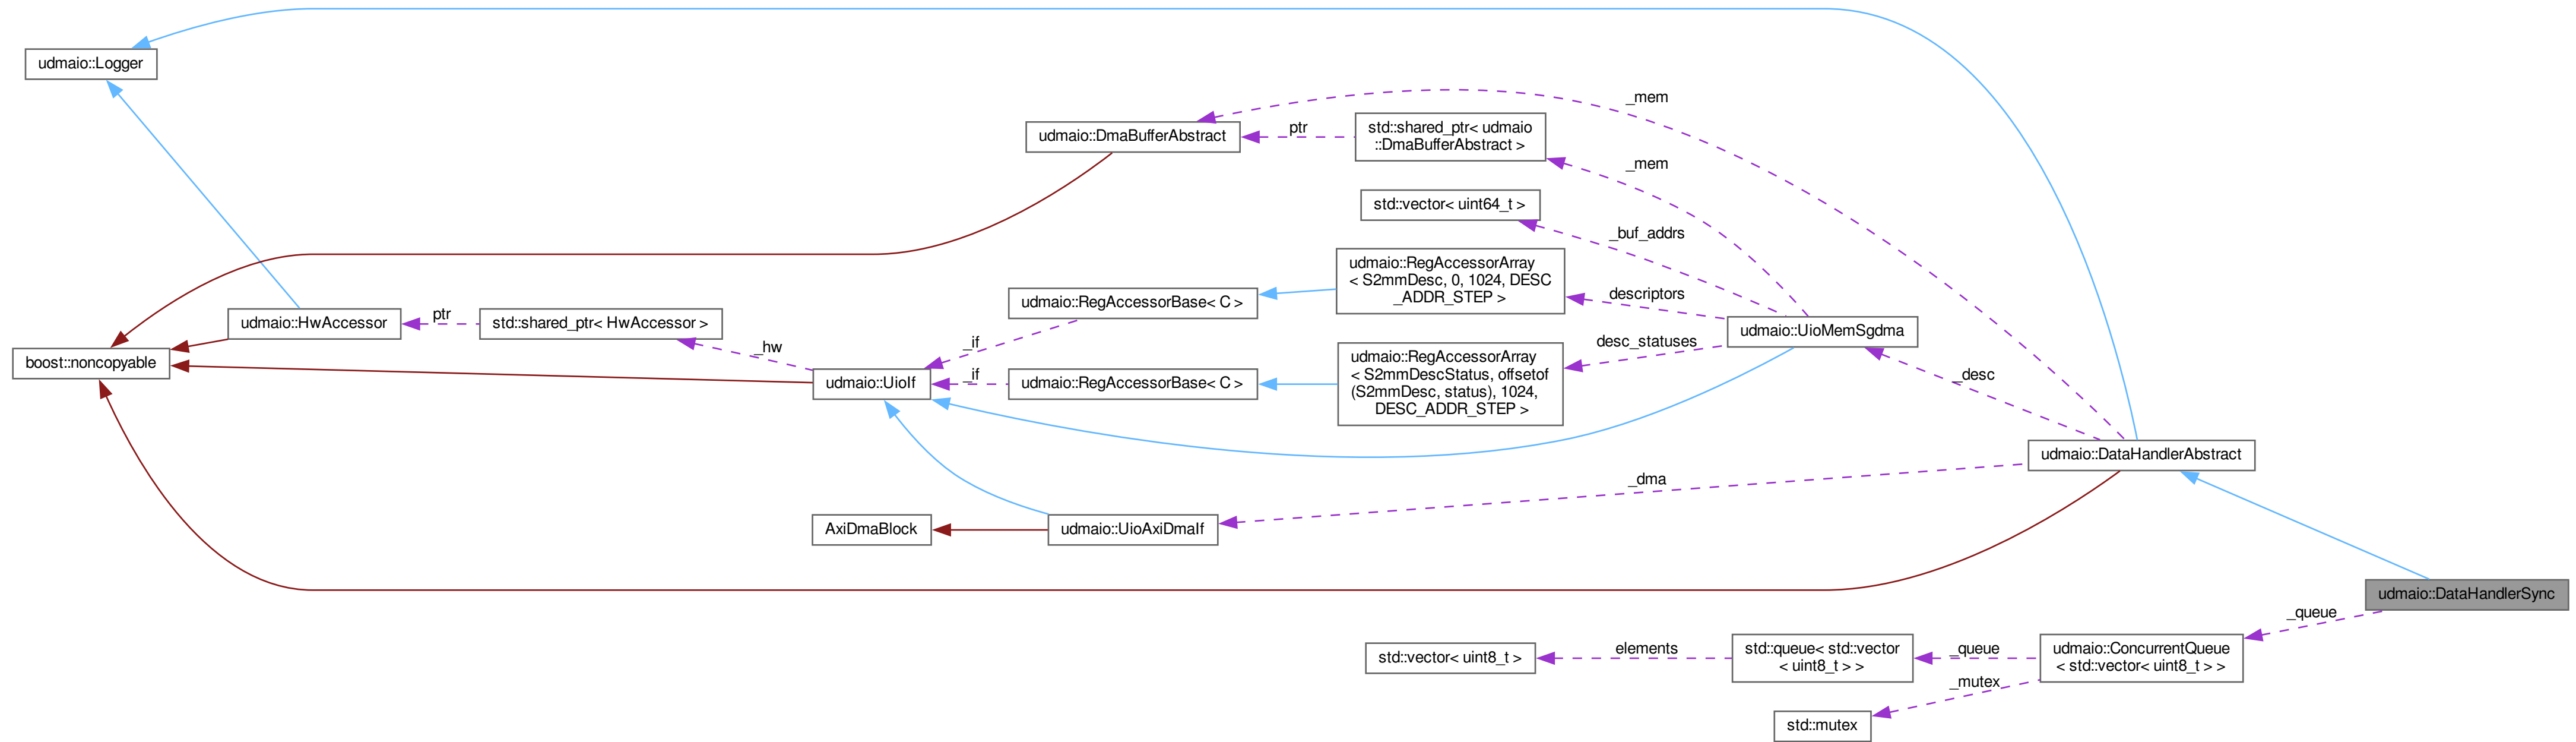 udmaio::Logger
_mem
udmaio::DmaBufferAbstract
ptr
std::shared_ptr< udmaio
::DmaBufferAbstract >
_mem
std::vector< uint64_t >
_buf_addrs
udmaio::RegAccessorArray
< S2mmDesc, 0, 1024, DESC
_ADDR_STEP >
descriptors
udmaio::RegAccessorBase< C >
udmaio::HwAccessor
ptr
std::shared_ptr< HwAccessor >
_hw
_if
udmaio::UioMemSgdma
desc_statuses
boost::noncopyable
udmaio::UioIf
_if
udmaio::RegAccessorBase< C >
udmaio::RegAccessorArray
< S2mmDescStatus, offsetof
(S2mmDesc, status), 1024,
DESC_ADDR_STEP >
_desc
udmaio::DataHandlerAbstract
_dma
AxiDmaBlock
udmaio::UioAxiDmaIf
udmaio::DataHandlerSync
_queue
std::vector< uint8_t >
elements
std::queue< std::vector
< uint8_t > >
_queue
udmaio::ConcurrentQueue
< std::vector< uint8_t > >
_mutex
std::mutex